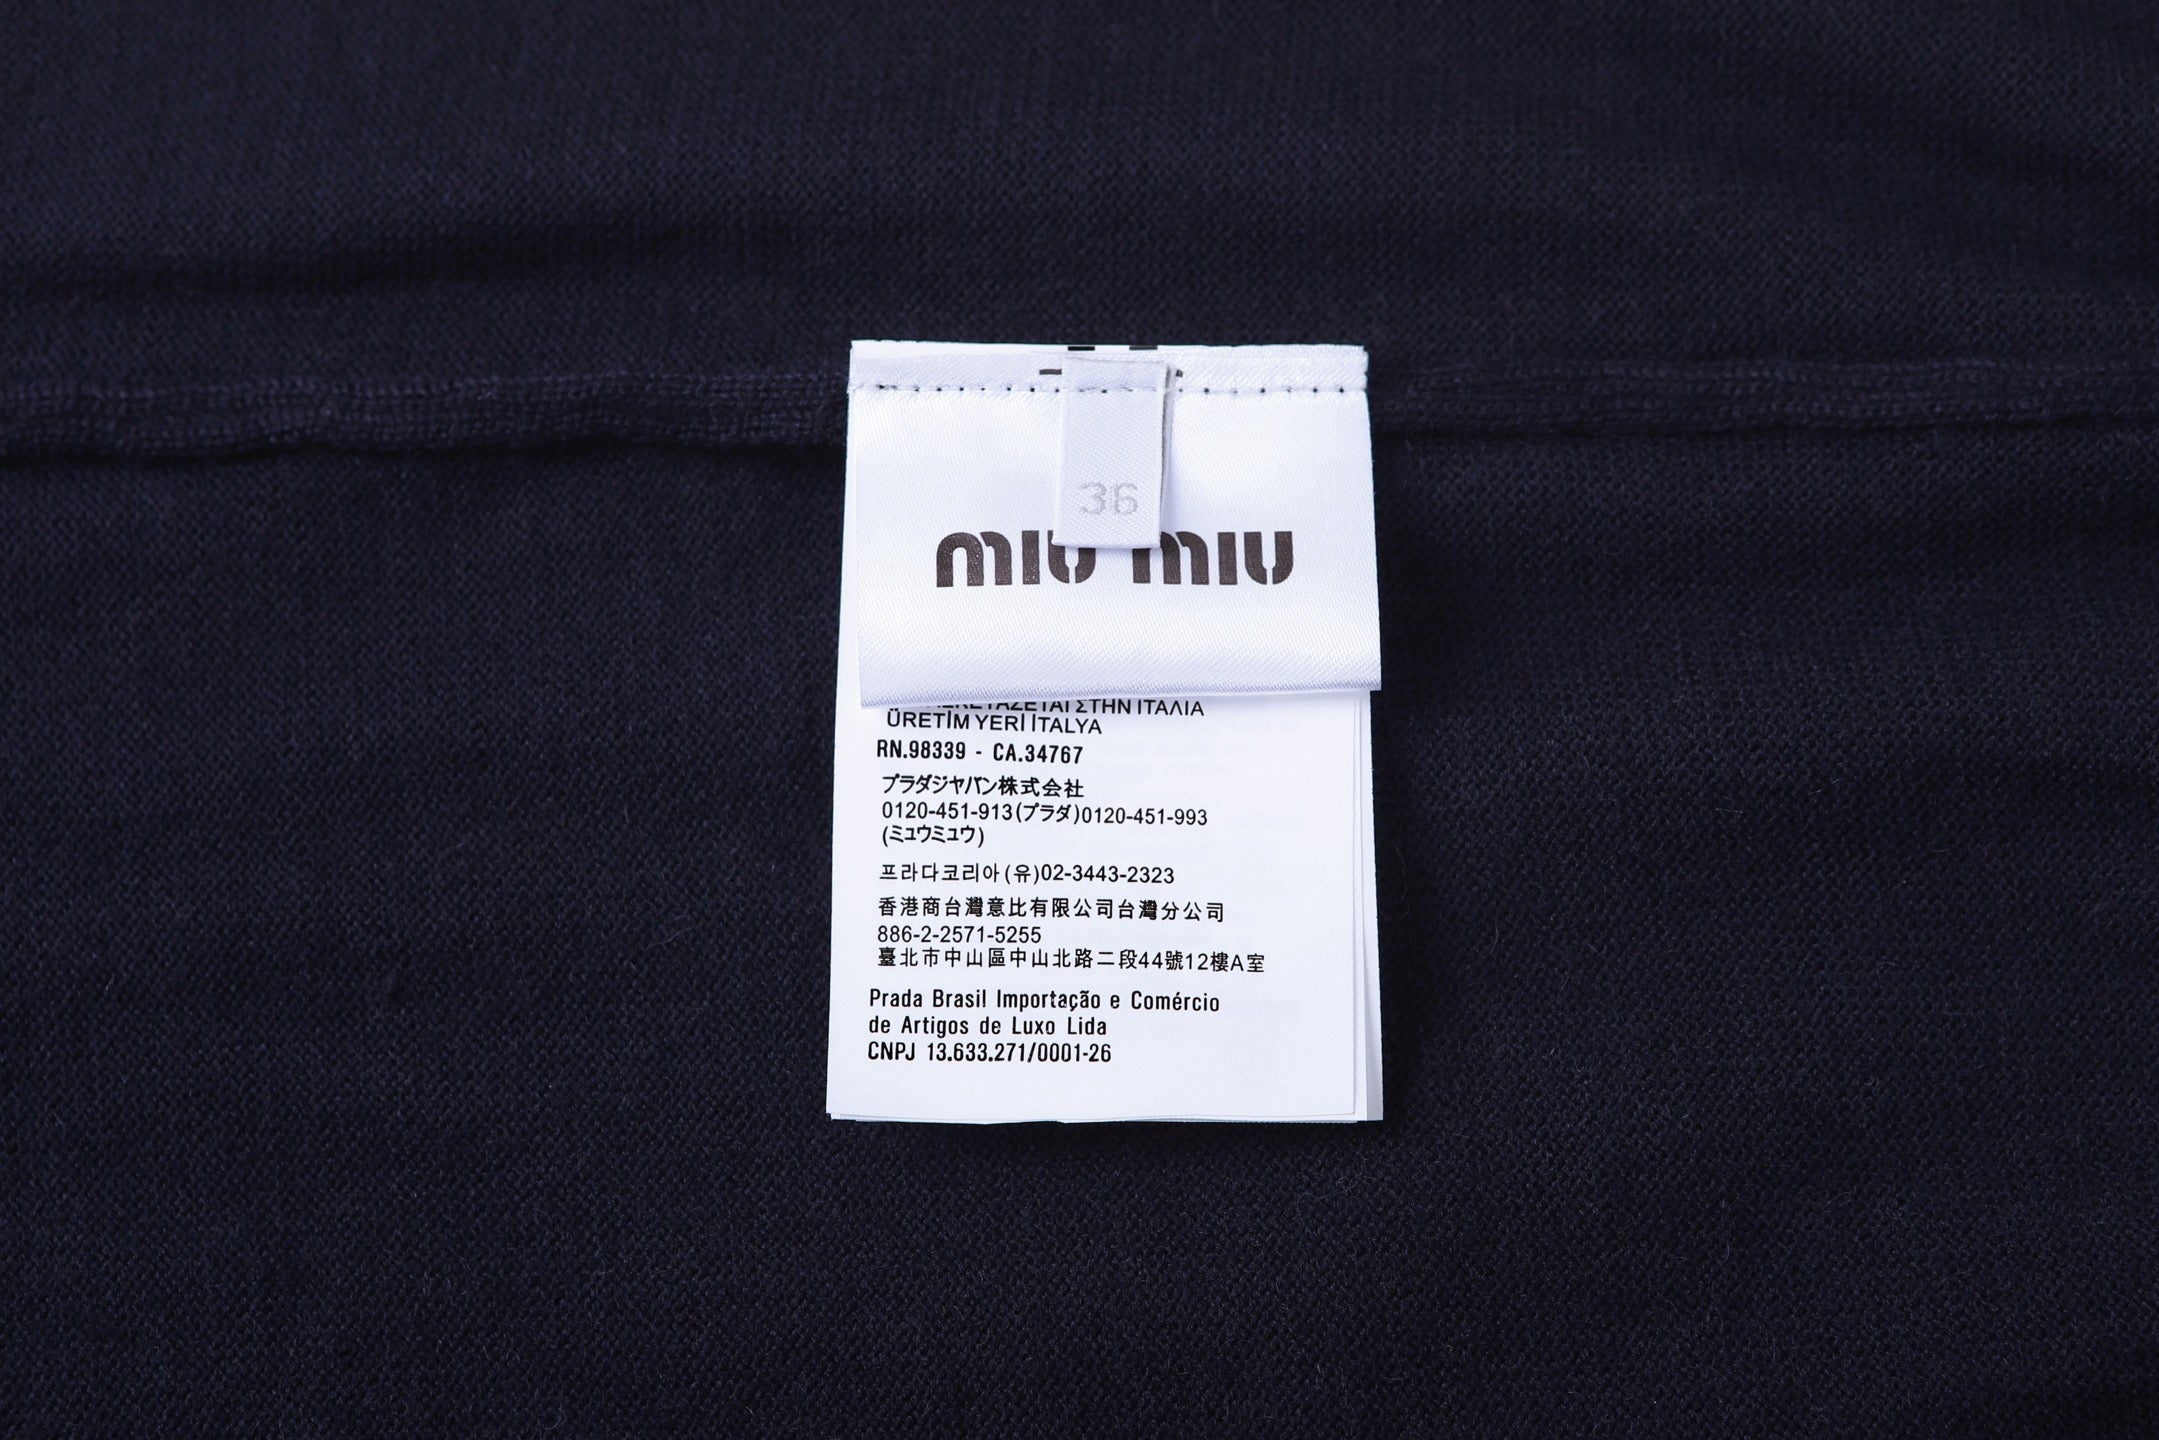 36
miu miu
ΣΤΗΝ ΙΤΑΛΙΑ
ÜRETİM YERİ İTALYA
RN.98339 - CA.34767
プラダジャパン株式会社
0120-451-913(プラダ)0120-451-993
(ミュウミュウ)
프라다코리아(유)02-3443-2323
香港商台灣意比有限公司台灣分公司
886-2-2571-5255
臺北市中山區中山北路二段44號12樓A室
Prada Brasil Importação e Comércio
de Artigos de Luxo Lida
CNPJ 13.633.271/0001-26